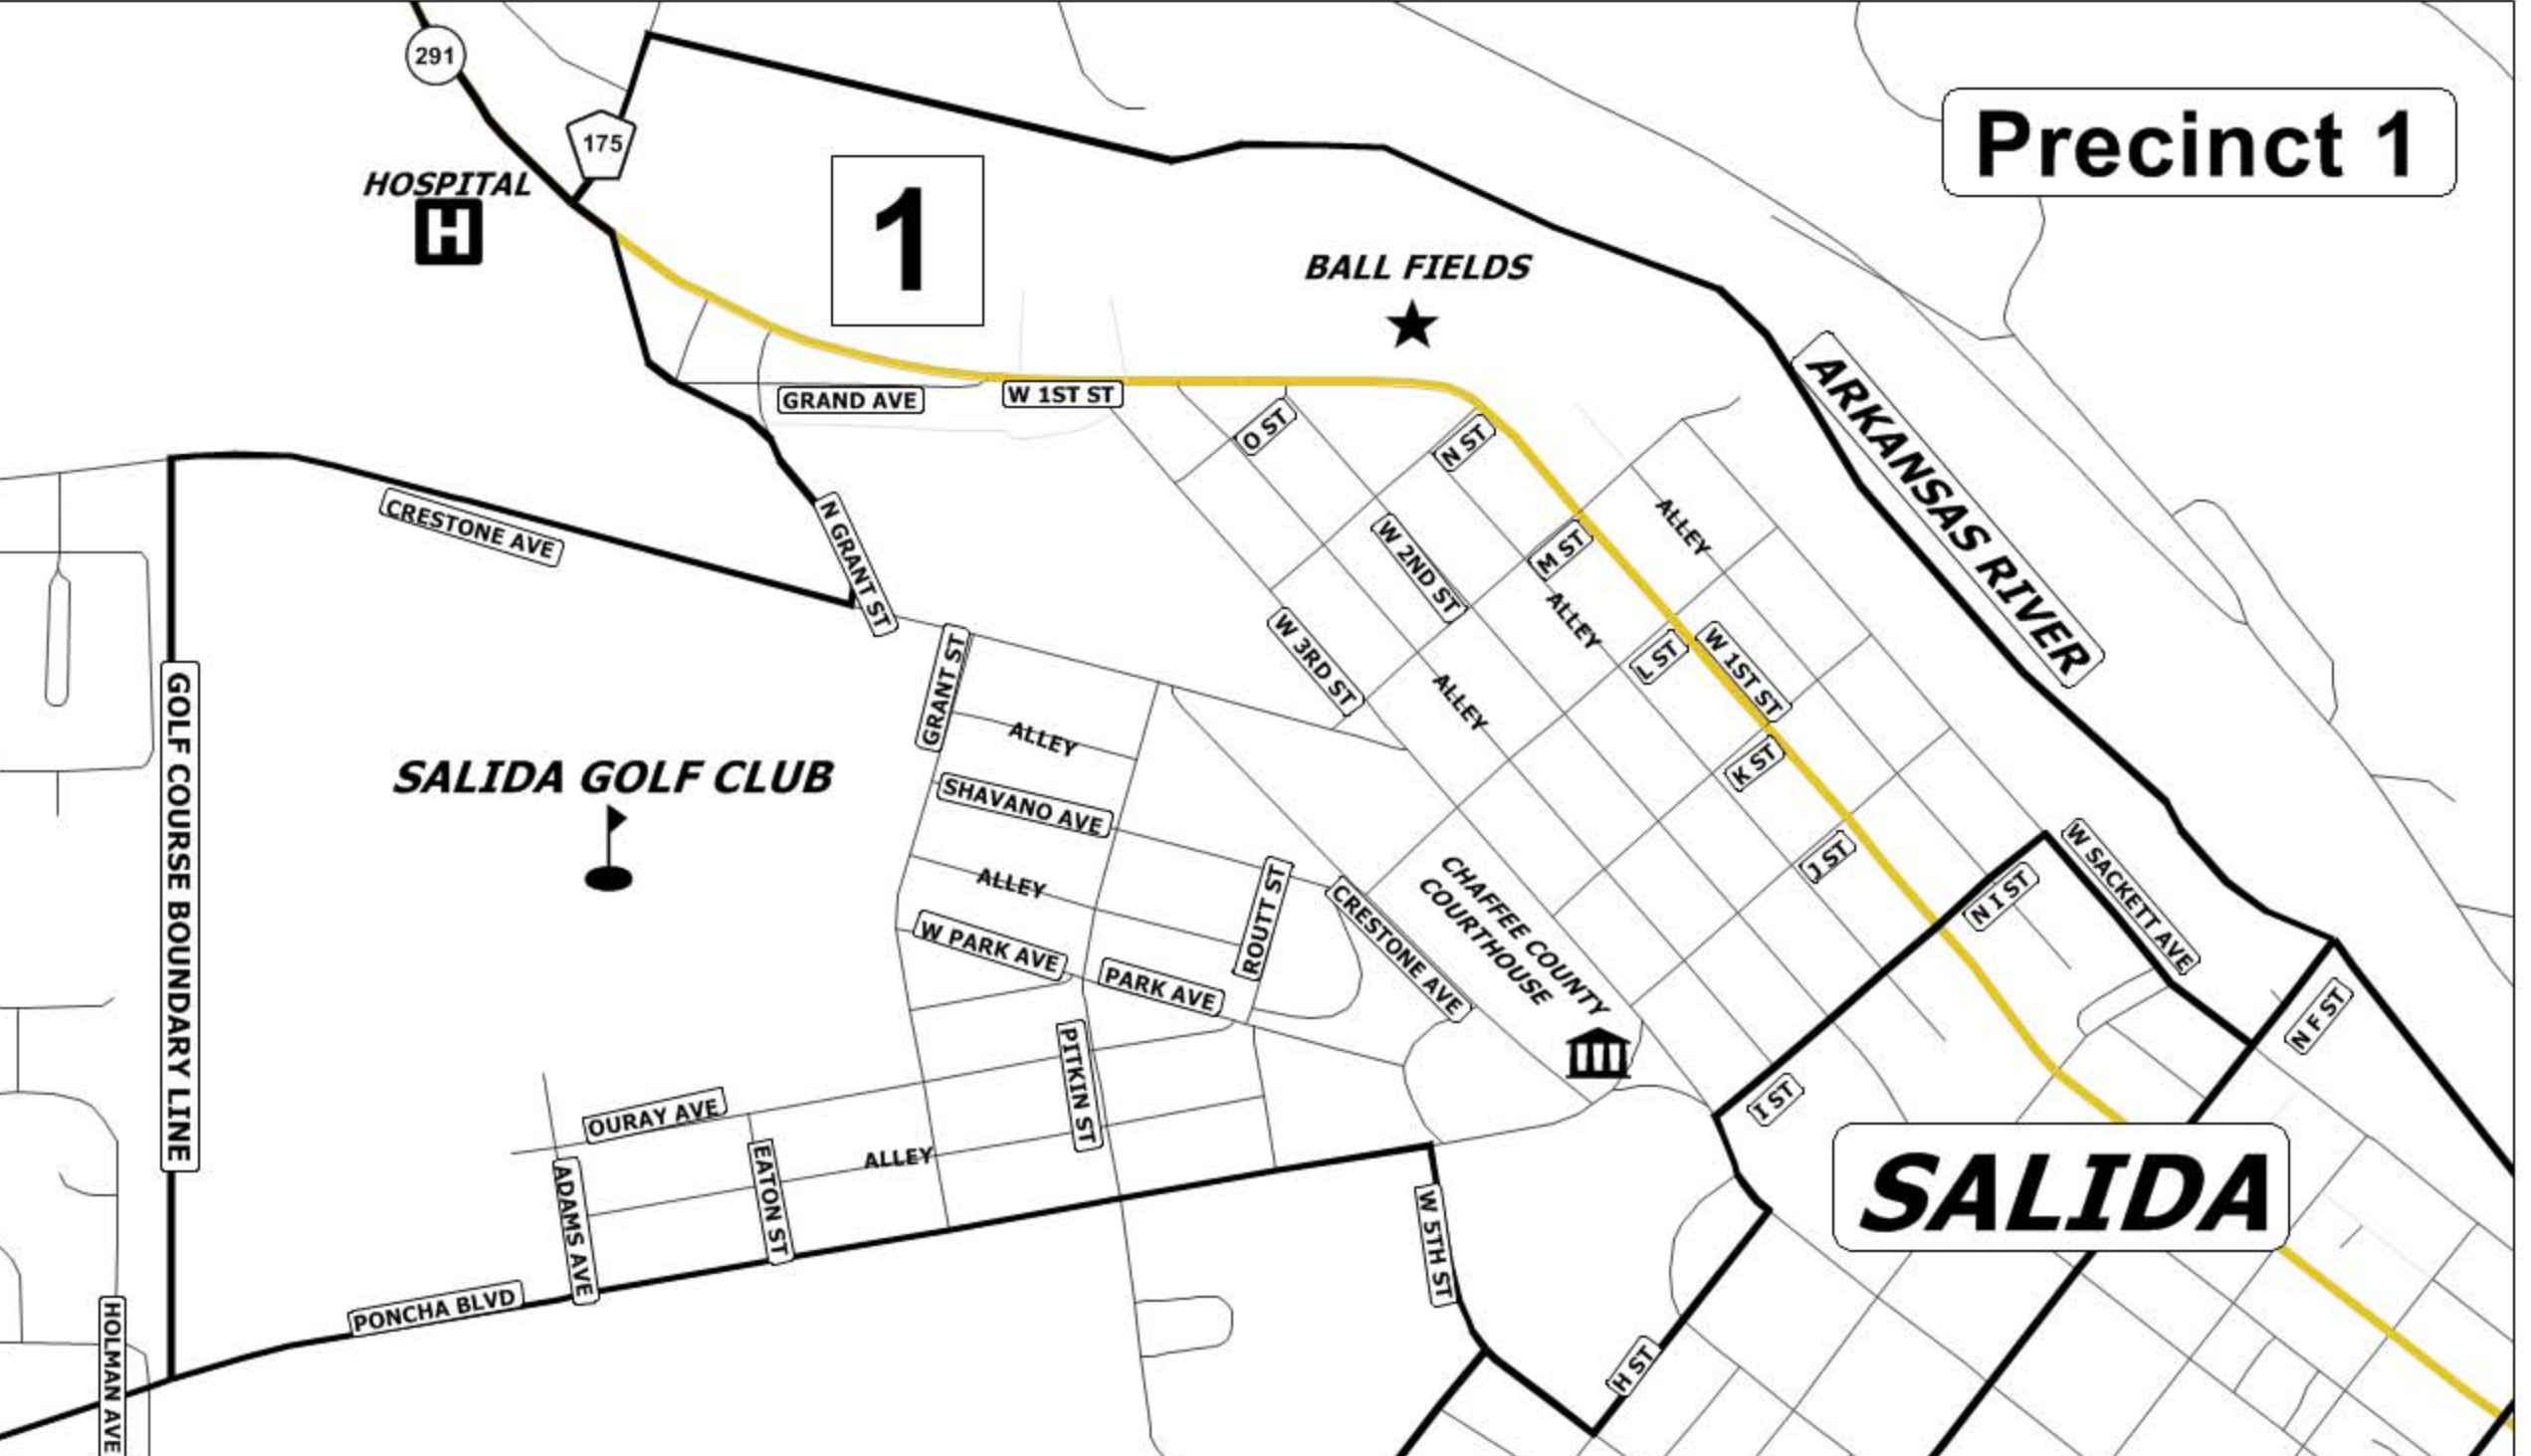 291
175
Precinct 1
HOSPITAL
H
1
BALL FIELDS
GRAND AVE
W 1ST ST
O ST
N ST
ARKANSAS RIVER
CRESTONE AVE
N GRANT ST
W 2ND ST
M ST
ALLEY
ALLEY
W 3RD ST
L ST
W 1ST ST
GRANT ST
ALLEY
ALLEY
GOLF COURSE BOUNDARY LINE
SALIDA GOLF CLUB
SHAVANO AVE
K ST
J ST
ALLEY
W PARK AVE
PARK AVE
ROUTT ST
CRESTONE AVE
CHAFFEE COUNTY
COURTHOUSE
N I ST
W SACKETT AVE
N F ST
PITKIN ST
OURAY AVE
I ST
ADAMS AVE
EATON ST
ALLEY
SALIDA
W 5TH ST
PONCHA BLVD
HOLMAN AVE
H ST